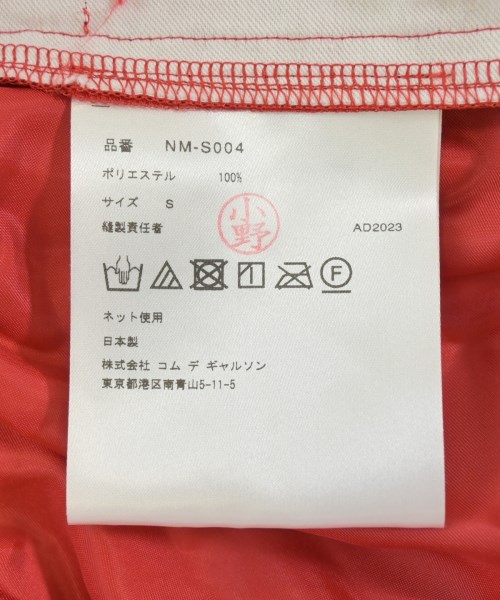 品番 NM-S004
ポリエステル 100%
サイズ S
小野
縫製責任者 AD2023
F
ネット使用
日本製
株式会社 コム デ ギャルソン
東京都港区南青山5-11-5